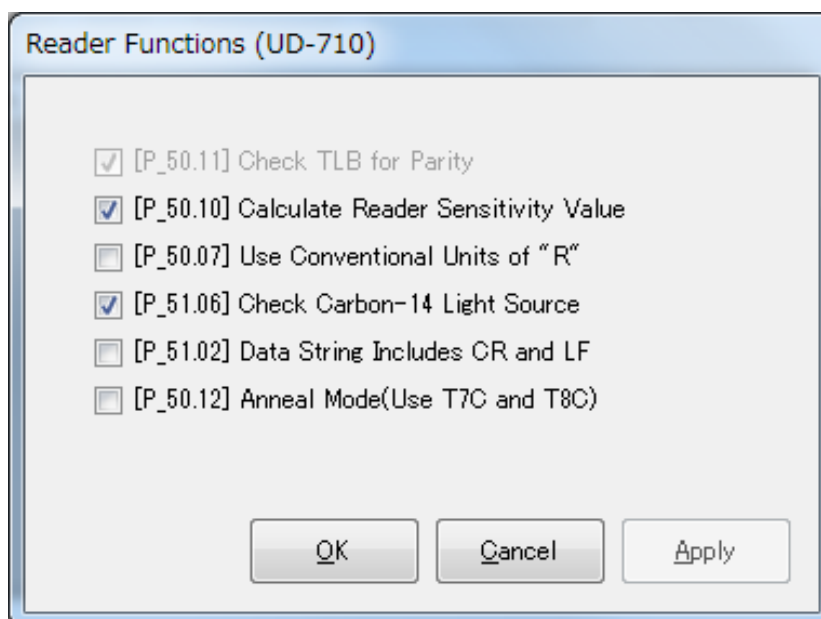 Reader Functions (UD-710)
[P_50.11] Check TLB for Parity
[P_50.10] Calculate Reader Sensitivity Value
[P_50.07] Use Conventional Units of "R"
[P_51.06] Check Carbon-14 Light Source
[P_51.02] Data String Includes CR and LF
[P_50.12] Anneal Mode(Use T7C and T8C)
OK Cancel Apply